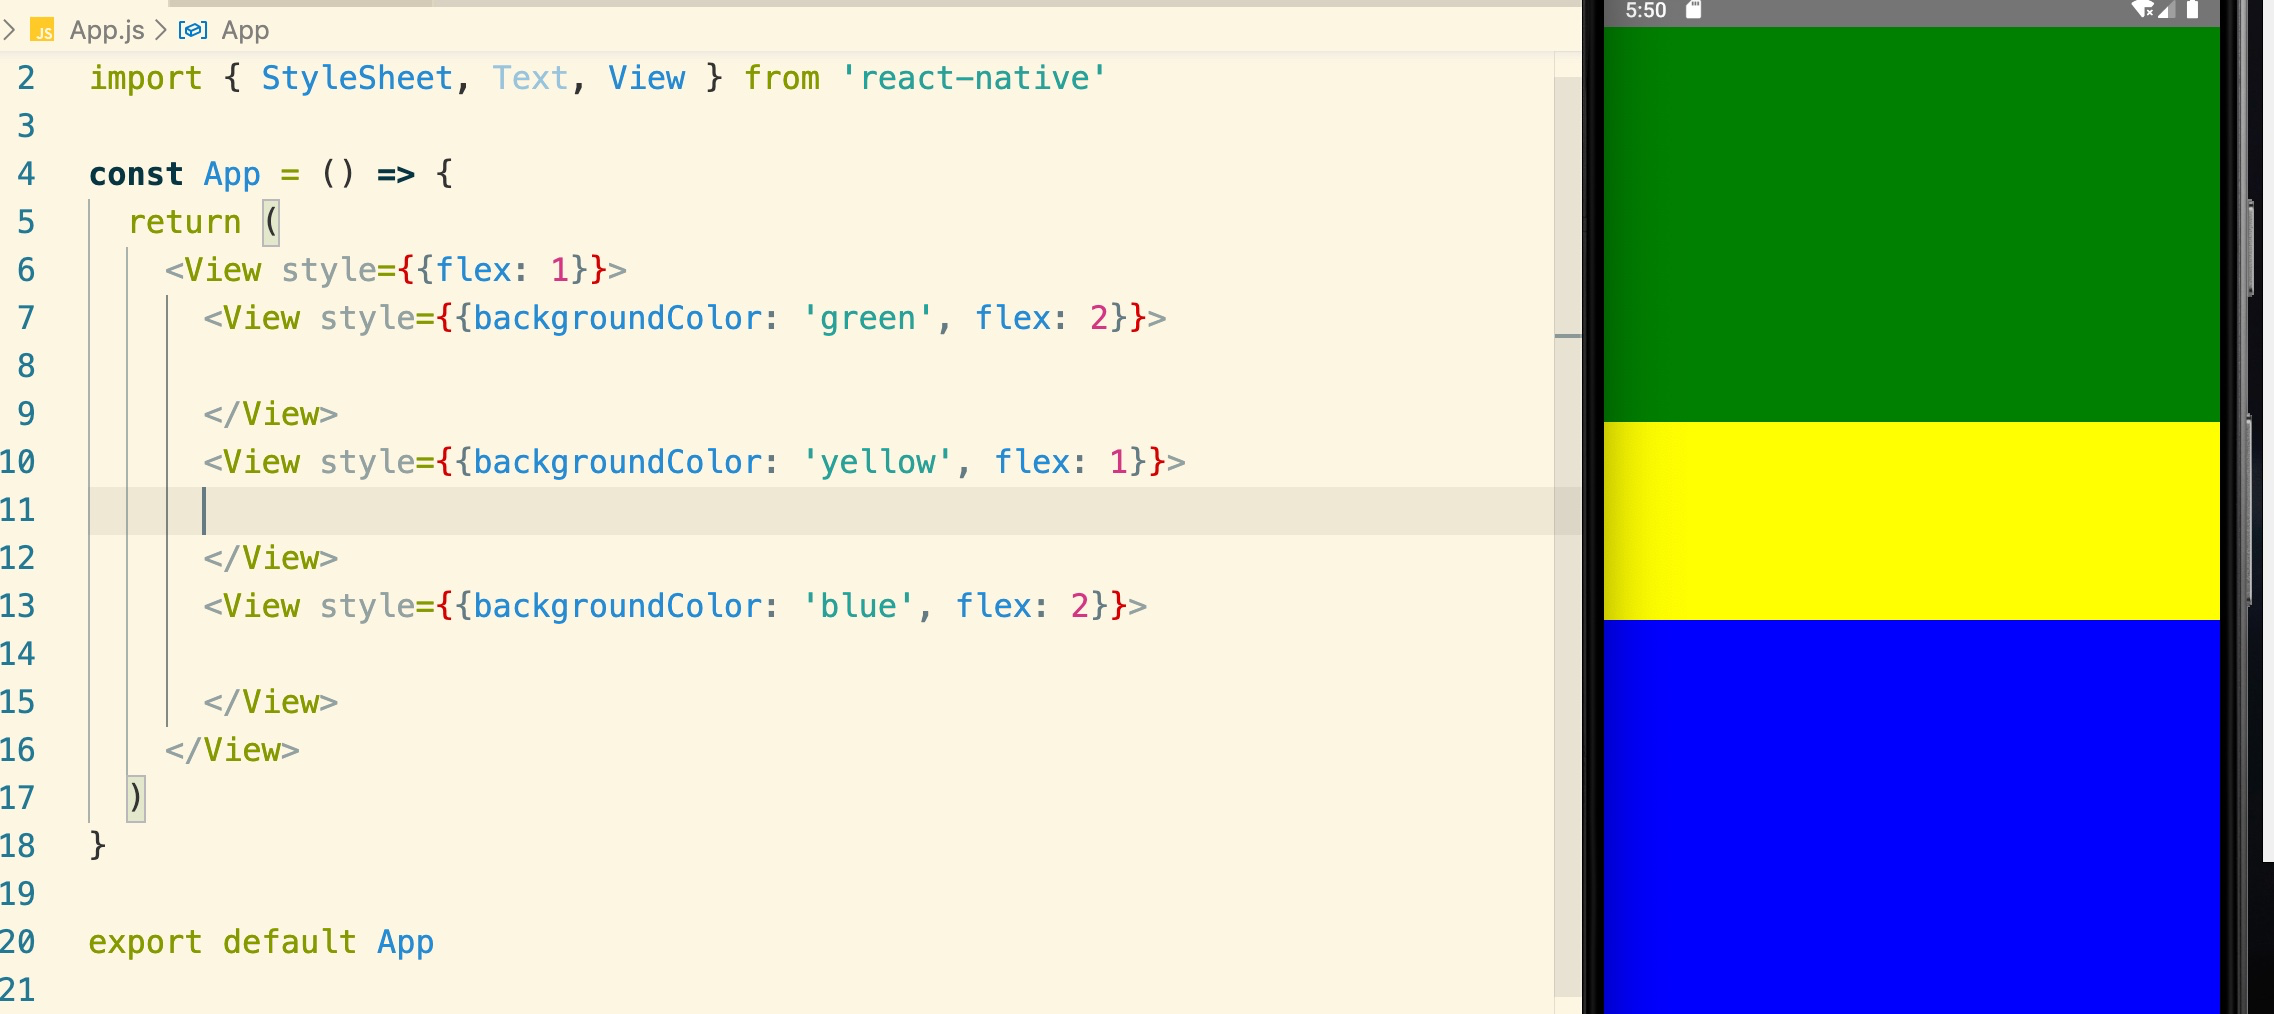 App.js > App
5:50
2 import { StyleSheet, Text, View } from 'react-native'
3
4 const App = () => {
5 return (
6 <View style={{flex: 1}}>
7 <View style={{backgroundColor: 'green', flex: 2}}>
8
9 </View>
10 <View style={{backgroundColor: 'yellow', flex: 1}}>
11
12 </View>
13 <View style={{backgroundColor: 'blue', flex: 2}}>
14
15 </View>
16 </View>
17 )
18 }
19
20 export default App
21